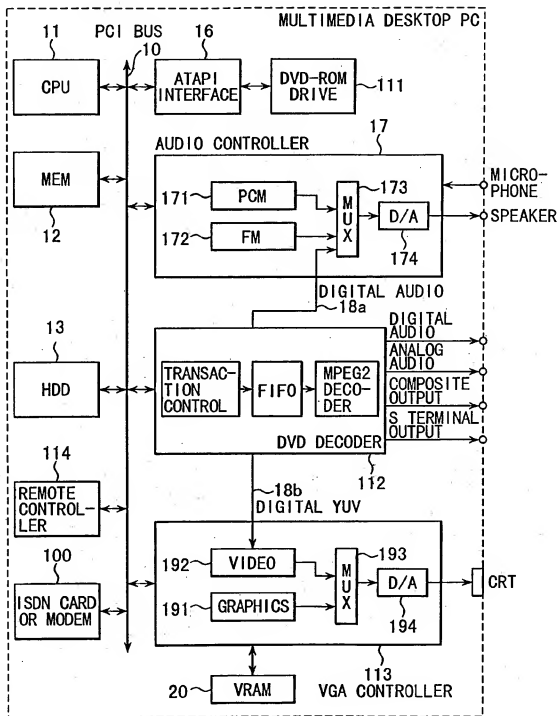 MULTIMEDIA DESKTOP PC
11
PCI BUS
16
10
CPU
ATAPI
INTERFACE
DVD-ROM
DRIVE
111
AUDIO CONTROLLER
17
MEM
12
171
PCM
172
FM
173
MUX
D/A
174
MICRO-
PHONE
SPEAKER
DIGITAL AUDIO
18a
13
HDD
TRANSAC-
TION
CONTROL
FIFO
MPEG2
DECO-
DER
DVD DECODER
112
DIGITAL
AUDIO
ANALOG
AUDIO
COMPOSITE
OUTPUT
S TERMINAL
OUTPUT
114
REMOTE
CONTROL-
LER
18b
DIGITAL YUV
100
ISDN CARD
OR MODEM
192
VIDEO
191
GRAPHICS
193
MUX
D/A
194
CRT
113
VGA CONTROLLER
20
VRAM